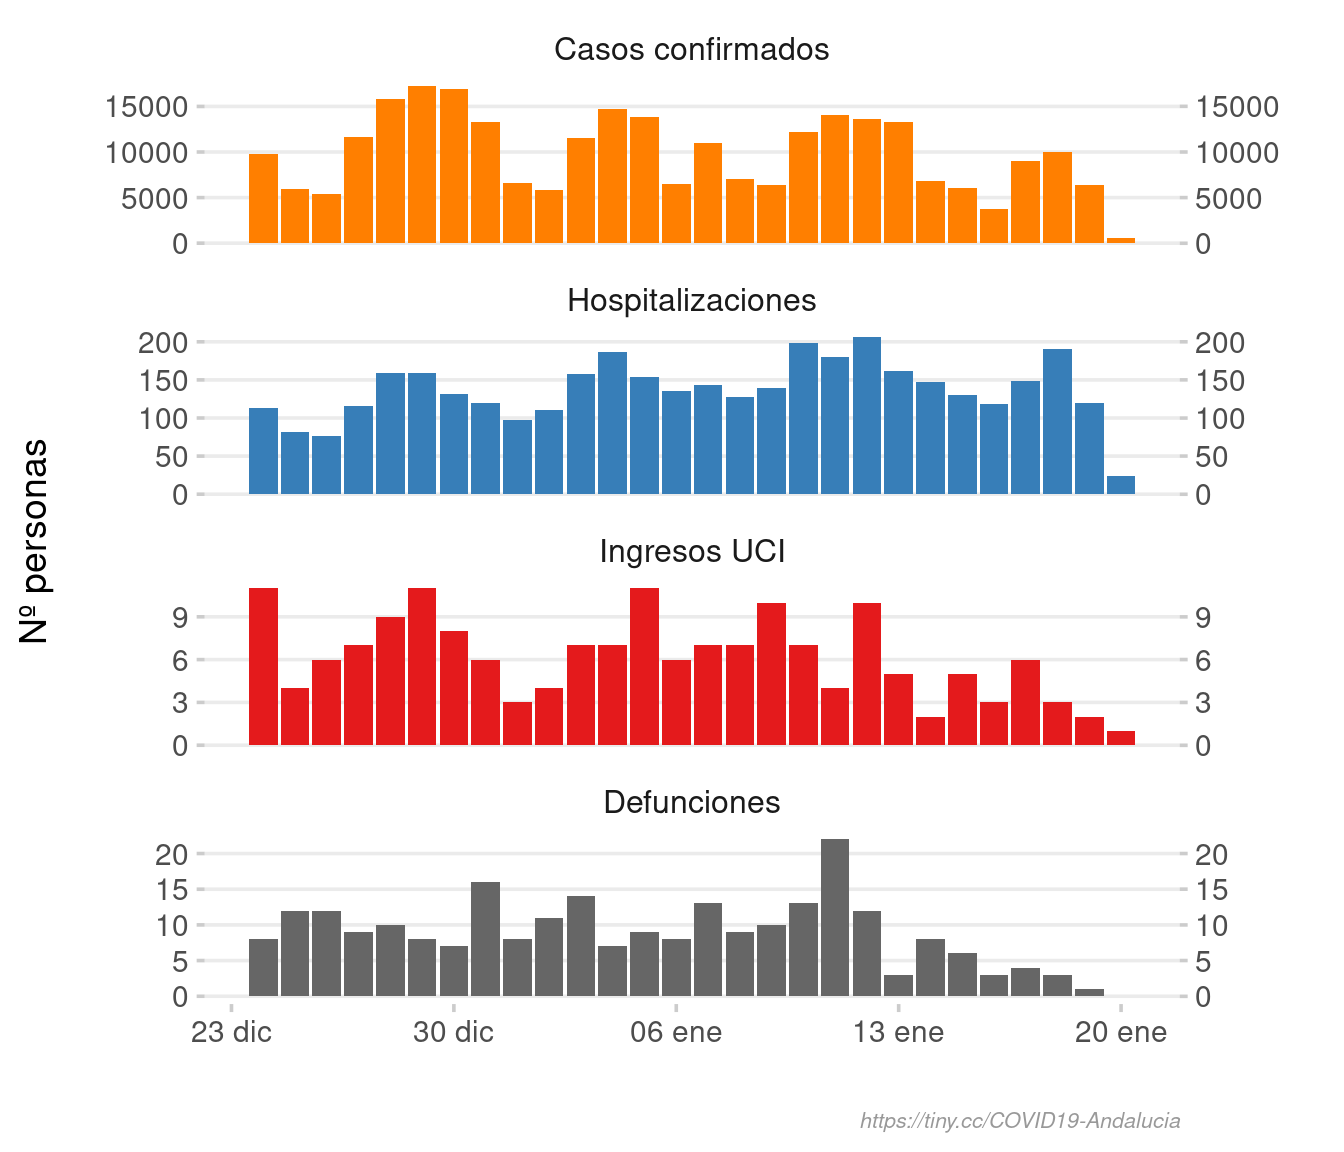 Casos confirmados
15000 15000
10000 10000
5000 5000
0 0
Hospitalizaciones
200 200
150 150
100 100
50 50
0 0
Nº personas
Ingresos UCI
9 9
6 6
3 3
0 0
Defunciones
20 20
15 15
10 10
5 5
0 0
23 dic 30 dic 06 ene 13 ene 20 ene
https://tiny.cc/COVID19-Andalucia